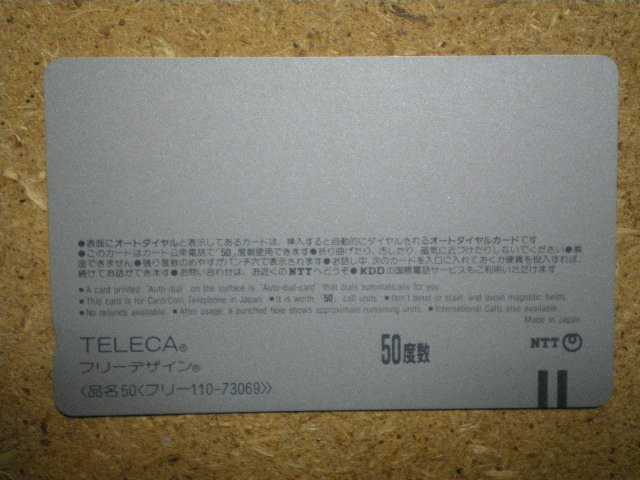 ●表面にオートダイヤルと表示してあるカードは、挿入すると自動的にダイヤルされるオートダイヤルカードです
●このカードはカード公衆電話で"50"度数使用できます●折り曲げたり、汚したり、磁気に近づけたりしないでください●換
金できません●残り度数のめやすがパンチ穴で表示されます●お話し中、次のカードを入口に入れておくか硬貨を投入すれば、
続けてお話ができます●お問い合わせは、お近くのNTTへどうぞ●KDDの国際電話サービスもご利用いただけます
■ A card printed "Auto-dial" on the surface is "Auto-dial-card" that dials automatically for you.
■ This card is for Card/Coin Telephone in Japan. ■ It is worth "50" call units. ■ Don't bend or stain, and avoid magnetic fields.
■ No refunds available. ■ After usage, a punched hole shows approximate remaining units. ■ International Calls also available.
Made in Japan
TELECA®
フリーデザイン®
〈品名50〈フリー110-73069〉〉
50度数
NTT